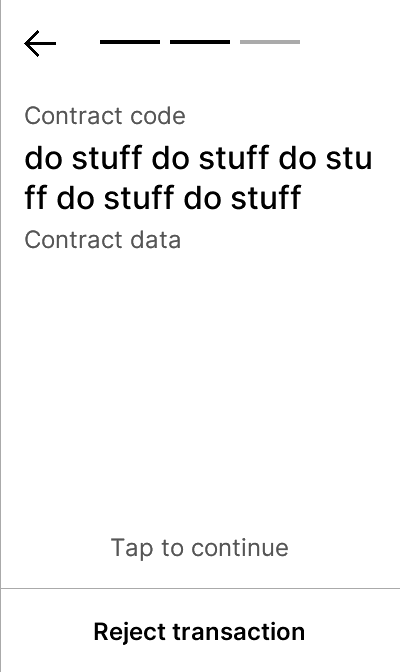 Contract code
do stuff do stuff do stu
ff do stuff do stuff
Contract data
Tap to continue
Reject transaction